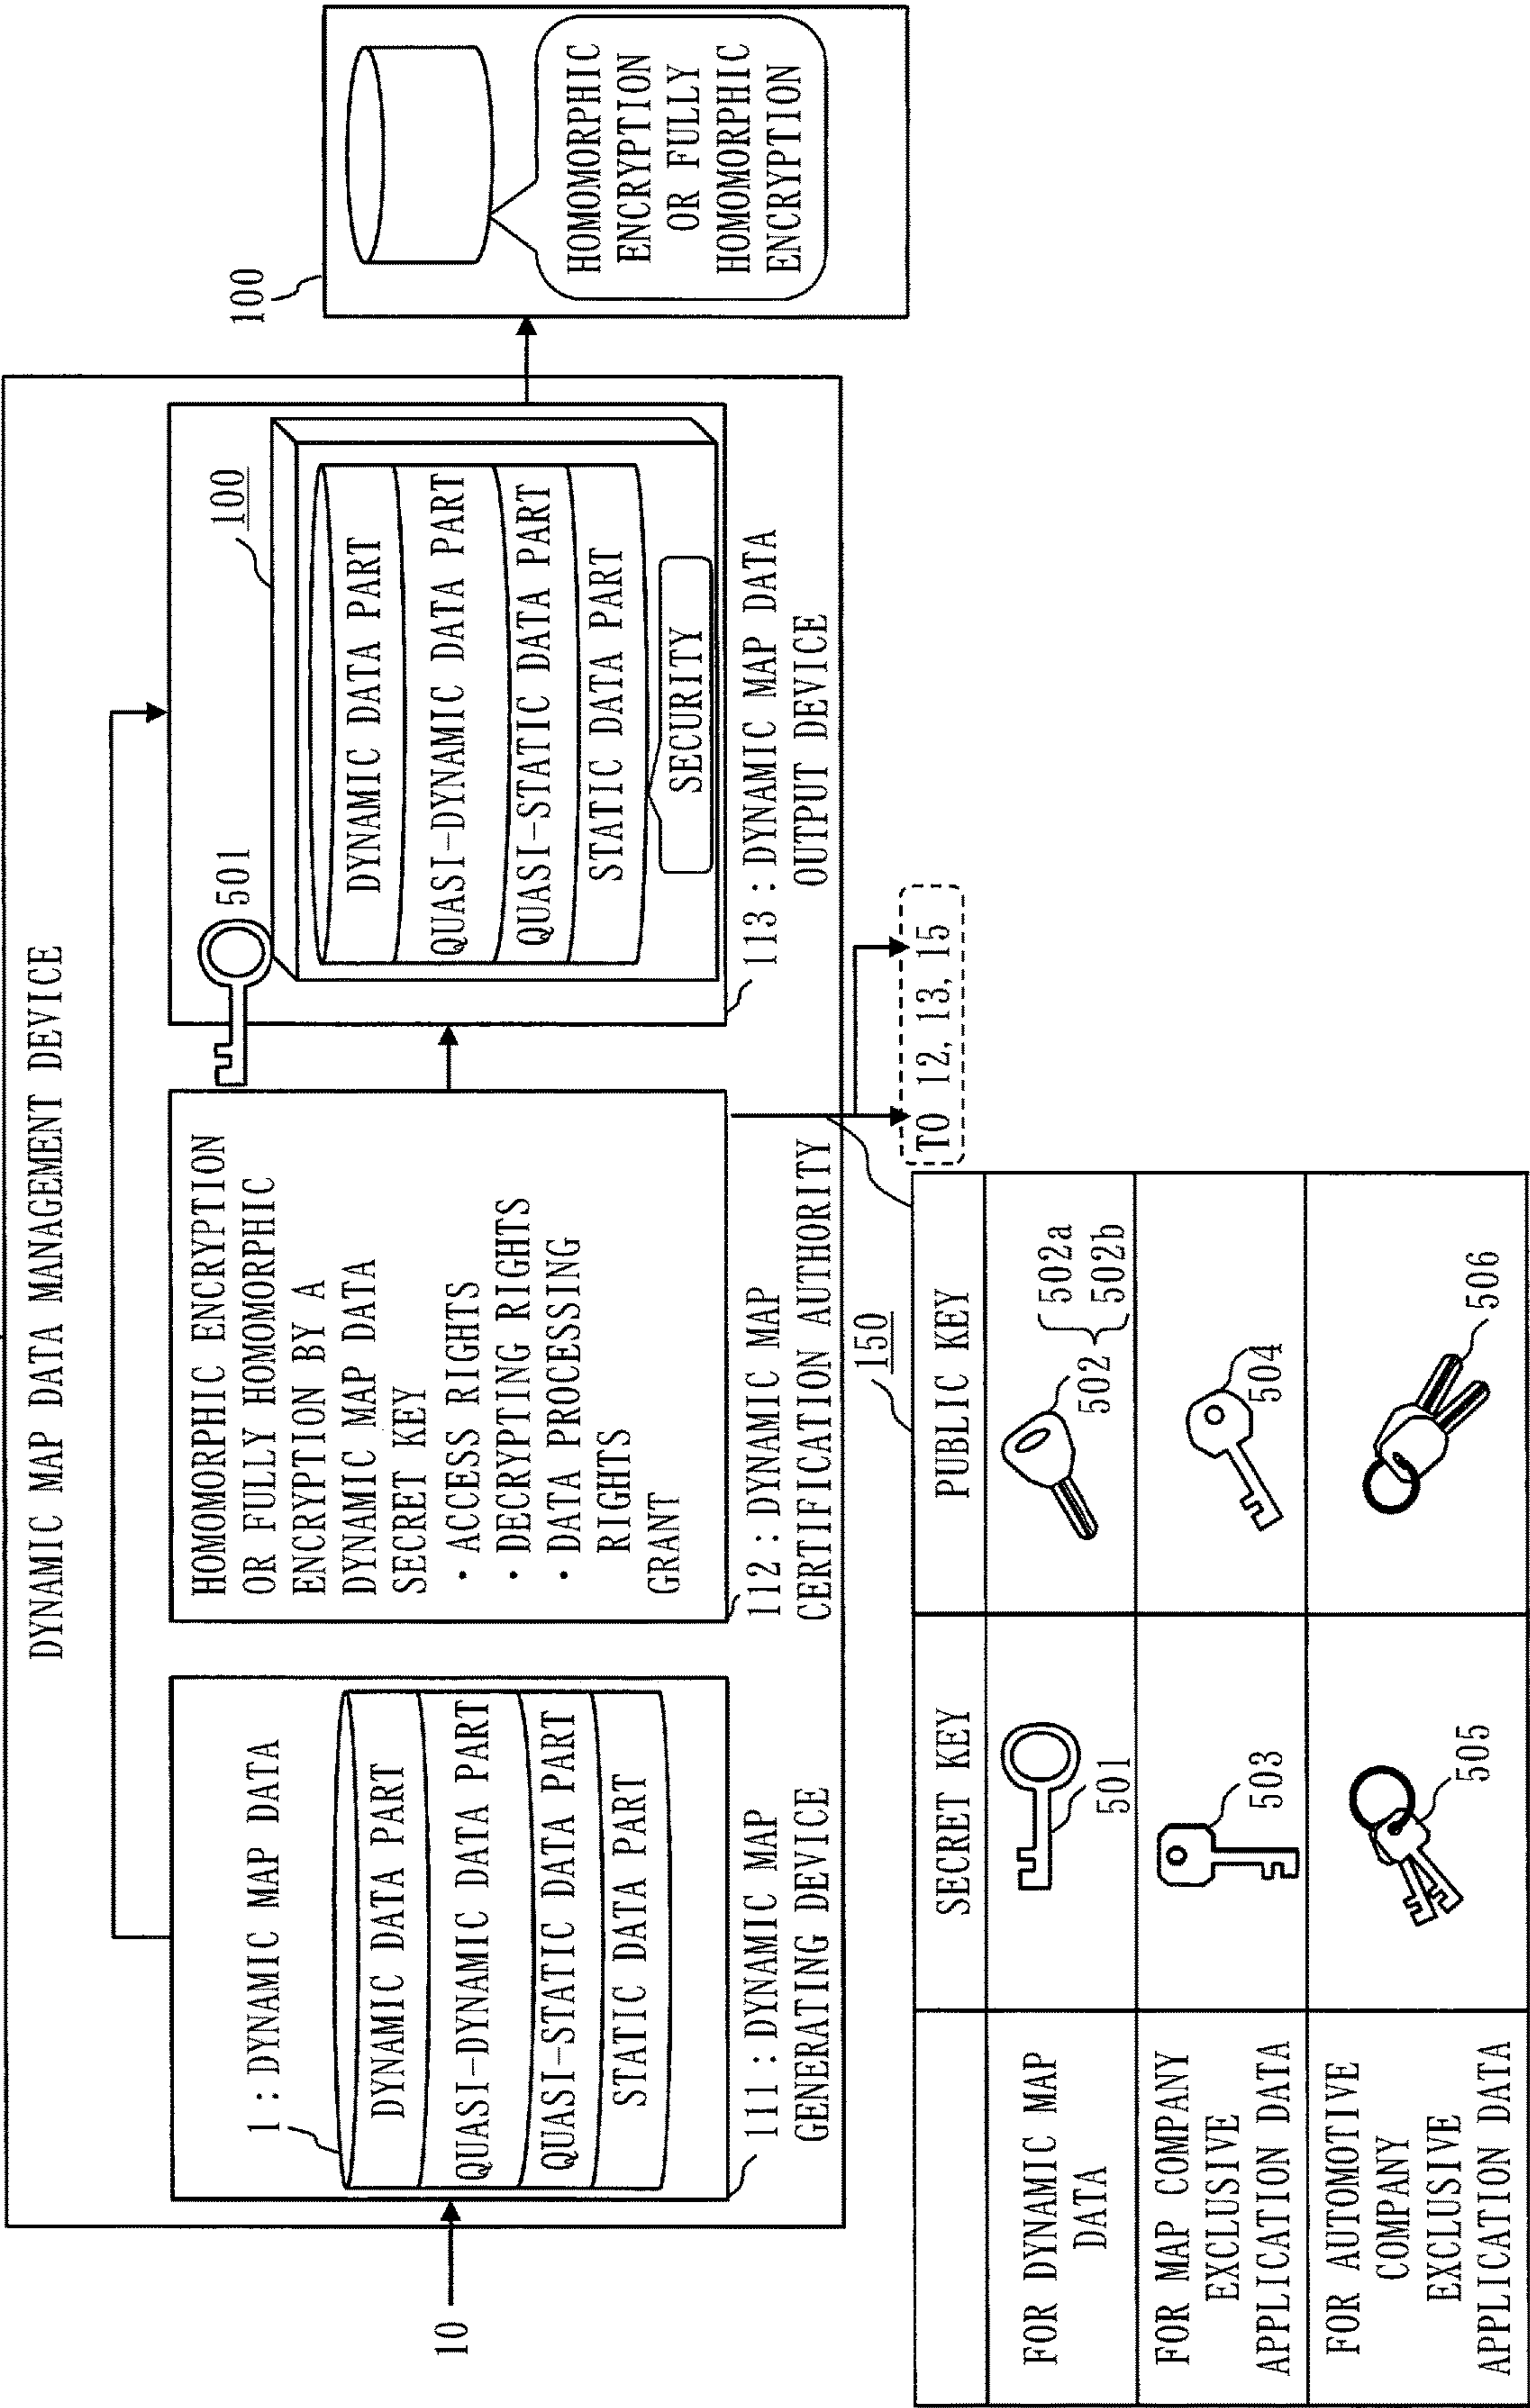 DYNAMIC MAP DATA MANAGEMENT DEVICE
10
1:DYNAMIC MAP DATA
DYNAMIC DATA PART
QUASI-DYNAMIC DATA PART
QUASI-STATIC DATA PART
STATIC DATA PART
111:DYNAMIC MAP
GENERATING DEVICE
HOMOMORPHIC ENCRYPTION
OR FULLY HOMOMORPHIC
ENCRYPTION BY A
DYNAMIC MAP DATA
SECRET KEY
・ACCESS RIGHTS
・DECRYPTING RIGHTS
・DATA PROCESSING
RIGHTS
GRANT
112:DYNAMIC MAP
CERTIFICATION AUTHORITY
501
100
DYNAMIC DATA PART
QUASI-DYNAMIC DATA PART
QUASI-STATIC DATA PART
STATIC DATA PART
SECURITY
113:DYNAMIC MAP DATA
OUTPUT DEVICE
100
HOMOMORPHIC
ENCRYPTION
OR FULLY
HOMOMORPHIC
ENCRYPTION
TO 12, 13, 15
150
SECRET KEY
PUBLIC KEY
FOR DYNAMIC MAP
DATA
501
502
502a
502b
FOR MAP COMPANY
EXCLUSIVE
APPLICATION DATA
503
504
FOR AUTOMOTIVE
COMPANY
EXCLUSIVE
APPLICATION DATA
505
506